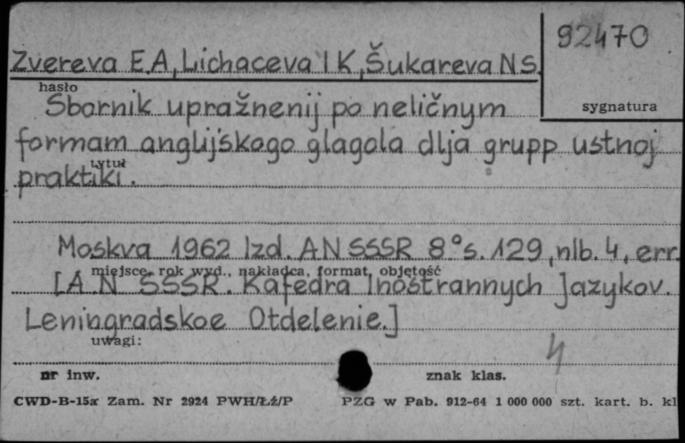 92470
Zvereva E.A, Lichaceva I K, Šukareva N S.
hasło
sygnatura
Sbornik upražnenij po neličnym
formam anglijskogo glagola dlja grupp ustnoj
tytuł
praktiki.
Moskva 1962 Izd. AN SSSR 8° s. 129, nlb. 4, err.
miejsce, rok wyd., nakładca, format, objętość
[A N SSSR. Kafedra Inostrannych Jazykov.
Leningradskoe Otdelenie.]
uwagi:
4
nr inw.
znak klas.
CWD-B-15x Zam. Nr 2924 PWH/Łż/P PZG w Pab. 912-64 1 000 000 szt. kart. b. kl